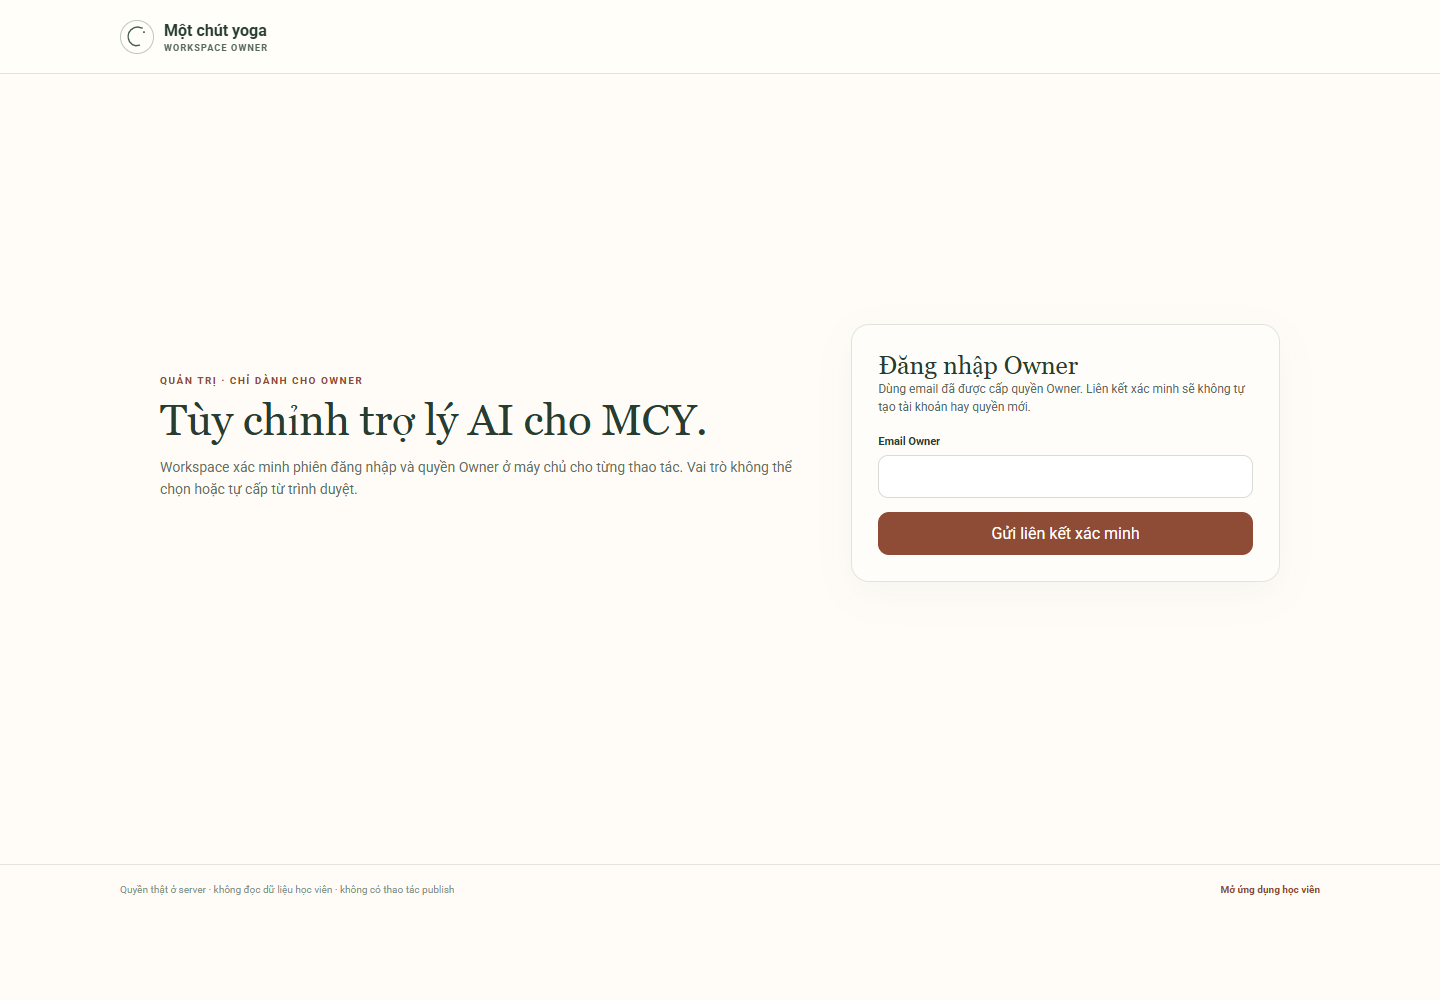 Một chút yoga
WORKSPACE OWNER
QUẢN TRỊ · CHỈ DÀNH CHO OWNER
Tùy chỉnh trợ lý AI cho MCY.
Workspace xác minh phiên đăng nhập và quyền Owner ở máy chủ cho từng thao tác. Vai trò không thể
chọn hoặc tự cấp từ trình duyệt.
Đăng nhập Owner
Dùng email đã được cấp quyền Owner. Liên kết xác minh sẽ không tự
tạo tài khoản hay quyền mới.
Email Owner
Gửi liên kết xác minh
Quyền thật ở server · không đọc dữ liệu học viên · không có thao tác publish
Mở ứng dụng học viên